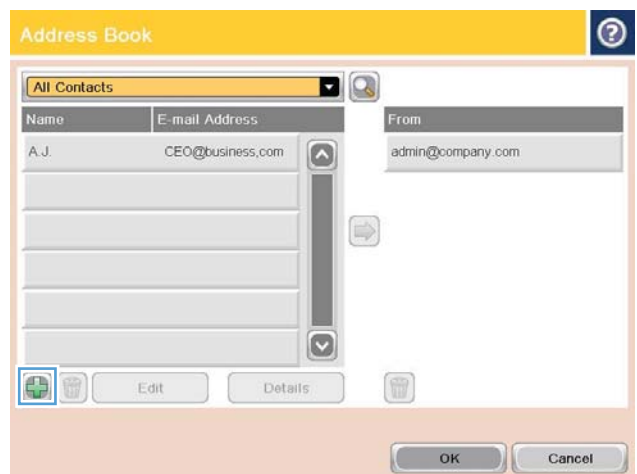 Address Book
?
All Contacts
Name E-mail Address From
A.J. CEO@business,com admin@company.com
Edit Details
OK Cancel